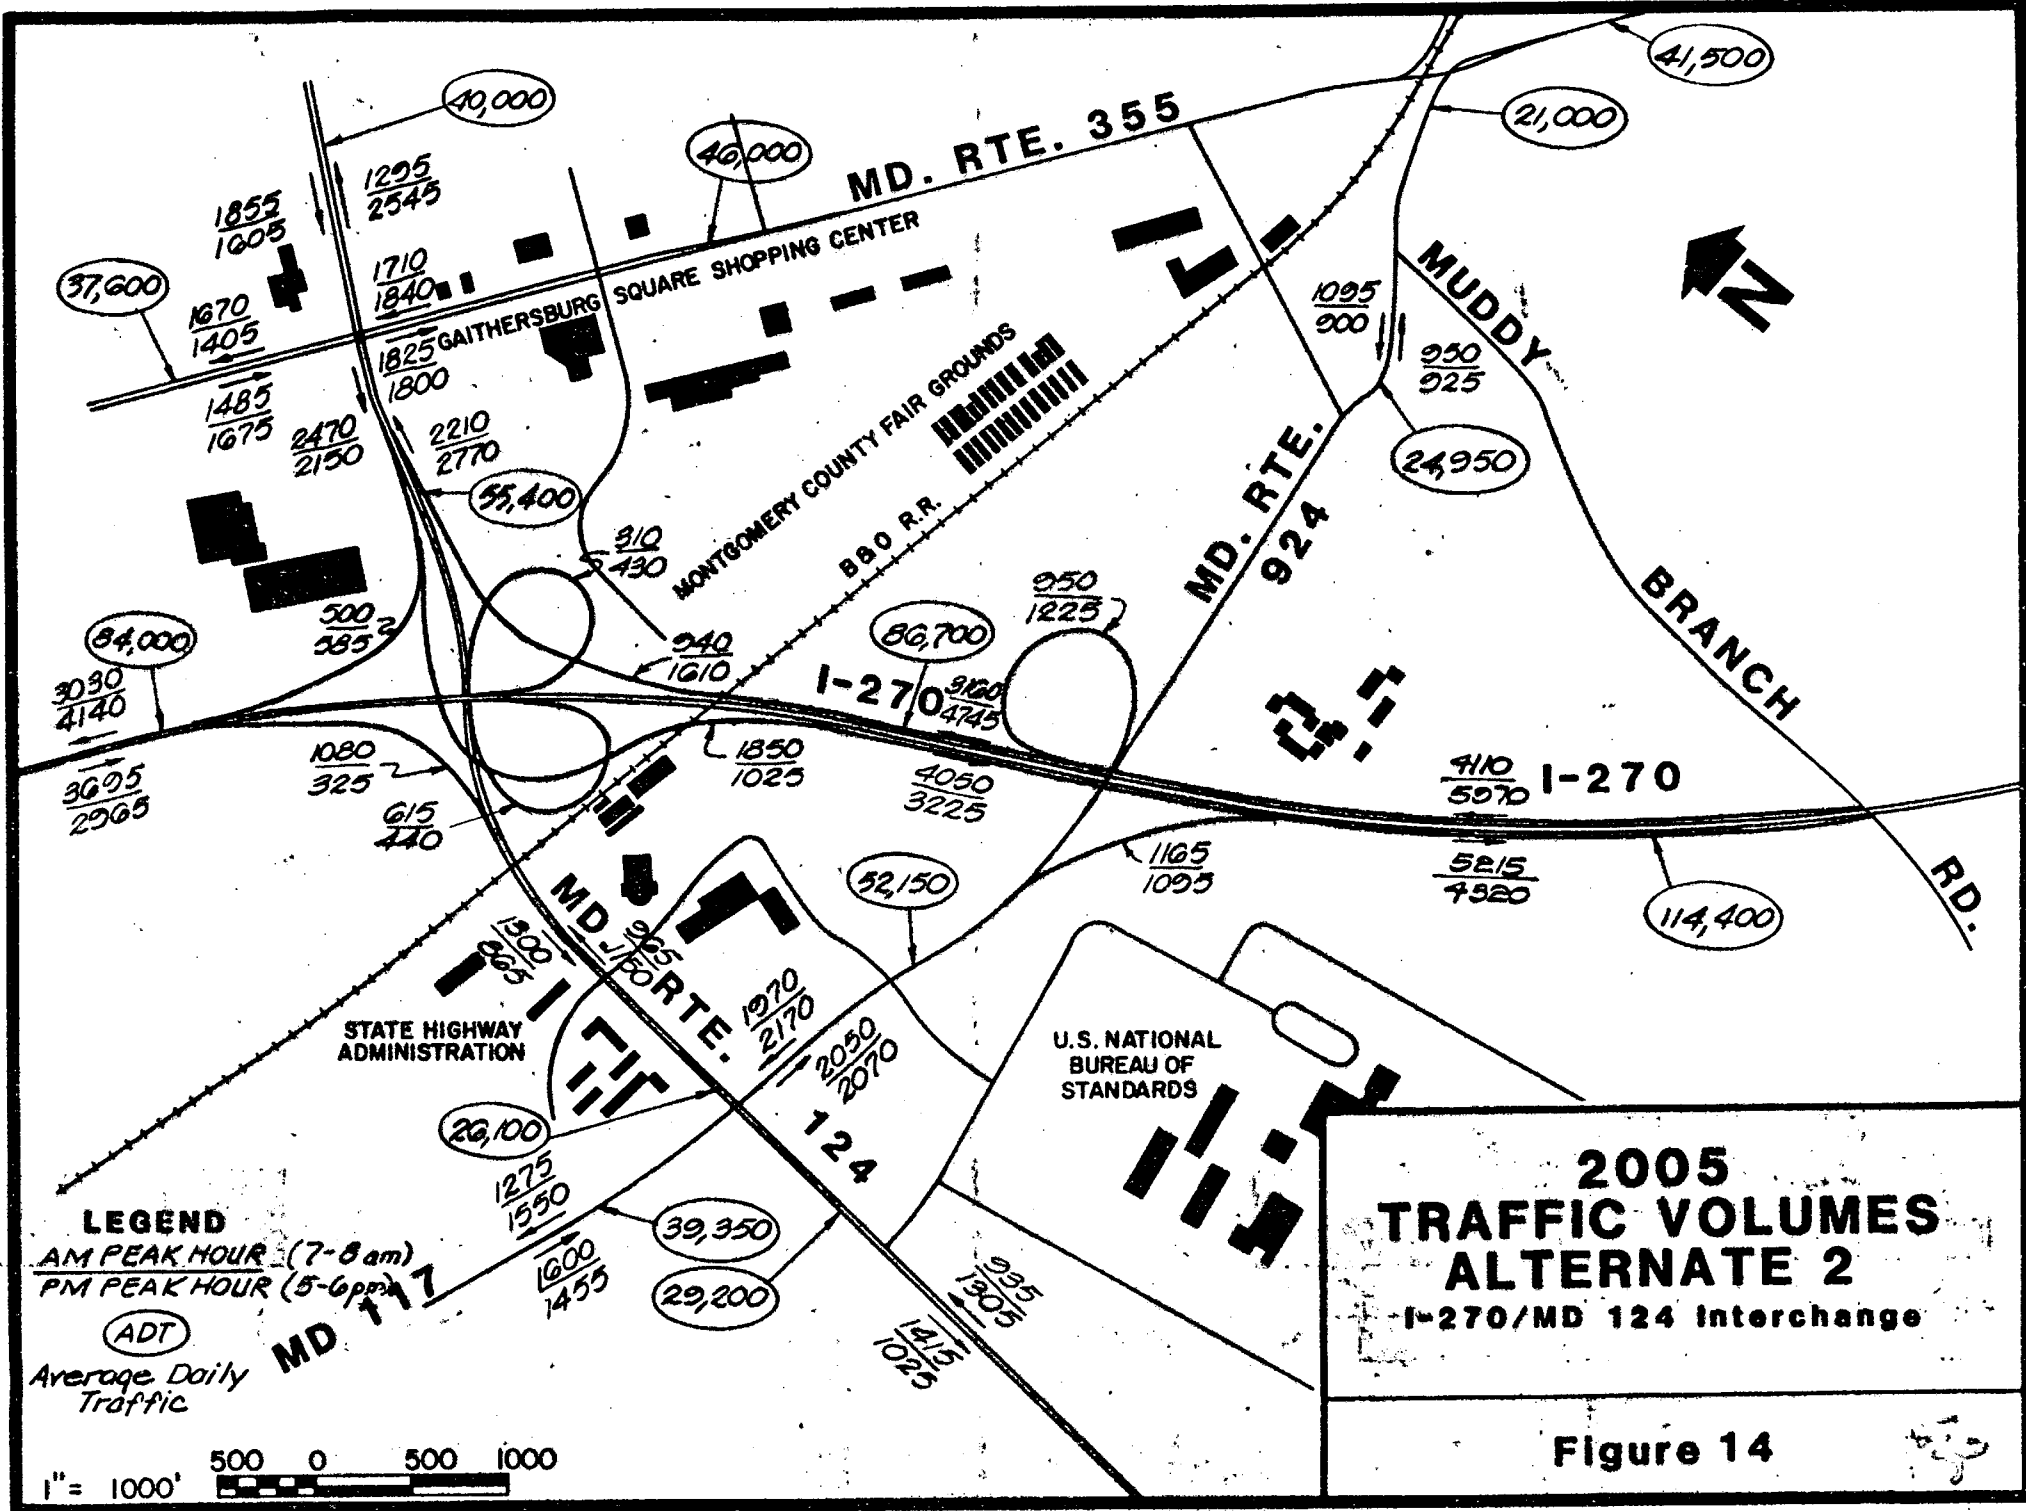 41,500
40,000
21,000
46,000
MD. RTE. 355
1295
2545
1855
1605
37,600
1710
1840
GAITHERSBURG SQUARE SHOPPING CENTER
1670
1405
1825
1800
1485
1675
2470
2150
2210
2770
55,400
MUDDY
BRANCH
RD.
N
1095
900
950
925
24,950
MONTGOMERY COUNTY FAIR GROUNDS
B&O R.R.
MD. RTE.
924
310
430
500
585
84,000
940
1610
86,700
950
1225
3030
4140
I-270
3160
4745
1080
325
1850
1025
3695
2965
615
440
4050
3225
4110
5970
I-270
1165
1095
5215
4320
52,150
114,400
MD. RTE.
124
1300
865
965
1150
1970
2170
2050
2070
STATE HIGHWAY
ADMINISTRATION
U.S. NATIONAL
BUREAU OF
STANDARDS
26,100
1275
1550
39,350
1600
1455
29,200
935
1305
1415
1025
MD 117
LEGEND
AM PEAK HOUR (7-8am)
PM PEAK HOUR (5-6pm)
ADT
Average Daily
Traffic
500 0 500 1000
1"= 1000'
2005
TRAFFIC VOLUMES
ALTERNATE 2
I-270/MD 124 Interchange
Figure 14